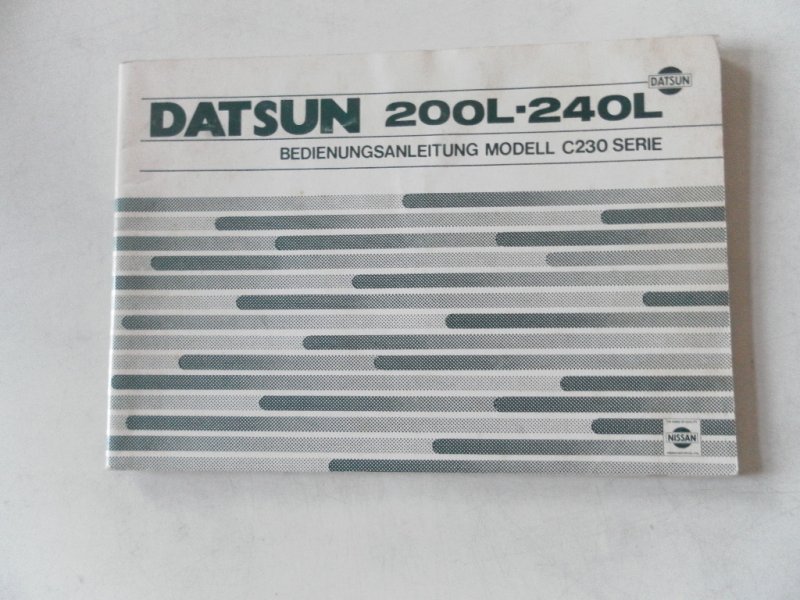 DATSUN
DATSUN 200L·240L
BEDIENUNGSANLEITUNG MODELL C230 SERIE
NISSAN